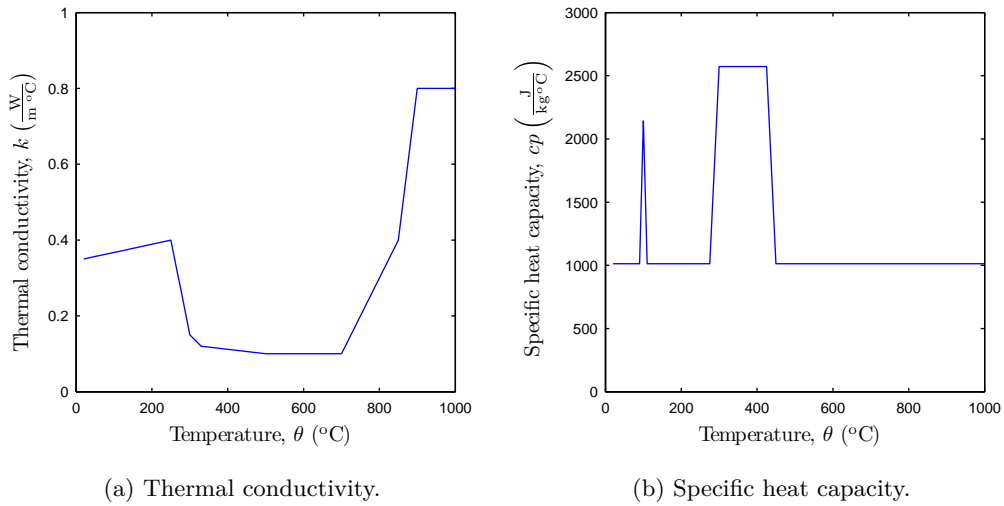 1
0.8
0.6
0.4
0.2
0
0 200 400 600 800 1000
Thermal conductivity, k (W/m °C)
Temperature, θ (°C)
(a) Thermal conductivity.
3000
2500
2000
1500
1000
500
0
0 200 400 600 800 1000
Specific heat capacity, cp (J/kg°C)
Temperature, θ (°C)
(b) Specific heat capacity.